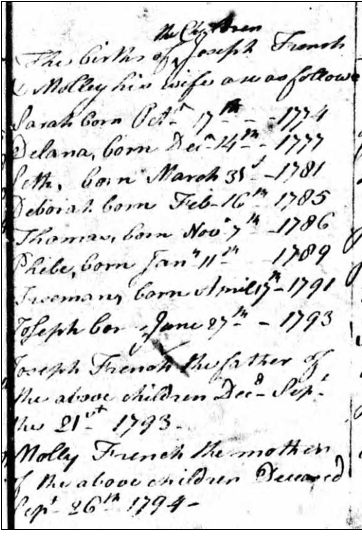 the Children
The births of Joseph French
& Molley his wife are as follows
Sarah born Octr 17th - 1774
Delana, born Decr 14th - 1777
Seth, born March 31st - 1781
Deborah born Feb- 16th 1785
Thomas, born Novr 7th - 1786
Phebe, born Janr 11th 1789
Freeman, born April 17th - 1791
Joseph bor June 27th - 1793
Joseph French the father of
the above children Decd Sept
the 21st 1793-
Molly French the mother
of the above children Deceased
Sept 26th 1794-